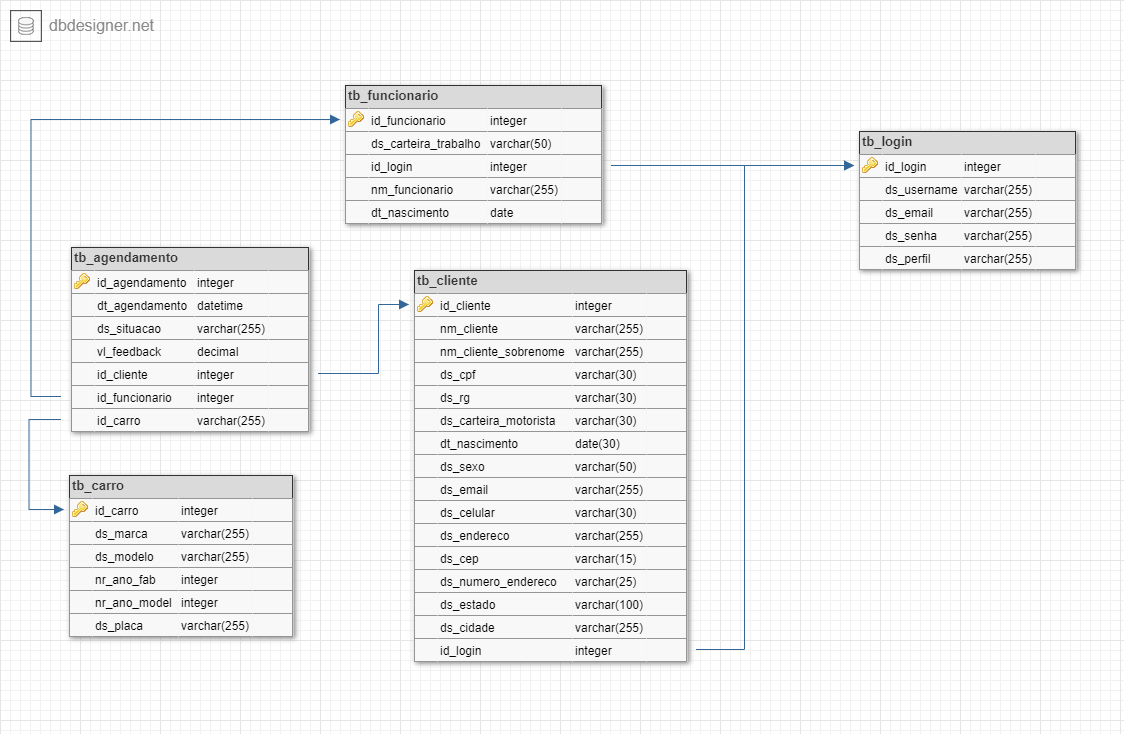 dbdesigner.net
tb_funcionario
id_funcionario integer
ds_carteira_trabalho varchar(50)
id_login integer
nm_funcionario varchar(255)
dt_nascimento date
tb_login
id_login integer
ds_username varchar(255)
ds_email varchar(255)
ds_senha varchar(255)
ds_perfil varchar(255)
tb_agendamento
id_agendamento integer
dt_agendamento datetime
ds_situacao varchar(255)
vl_feedback decimal
id_cliente integer
id_funcionario integer
id_carro varchar(255)
tb_cliente
id_cliente integer
nm_cliente varchar(255)
nm_cliente_sobrenome varchar(255)
ds_cpf varchar(30)
ds_rg varchar(30)
ds_carteira_motorista varchar(30)
dt_nascimento date(30)
ds_sexo varchar(50)
ds_email varchar(255)
ds_celular varchar(30)
ds_endereco varchar(255)
ds_cep varchar(15)
ds_numero_endereco varchar(25)
ds_estado varchar(100)
ds_cidade varchar(255)
id_login integer
tb_carro
id_carro integer
ds_marca varchar(255)
ds_modelo varchar(255)
nr_ano_fab integer
nr_ano_model integer
ds_placa varchar(255)